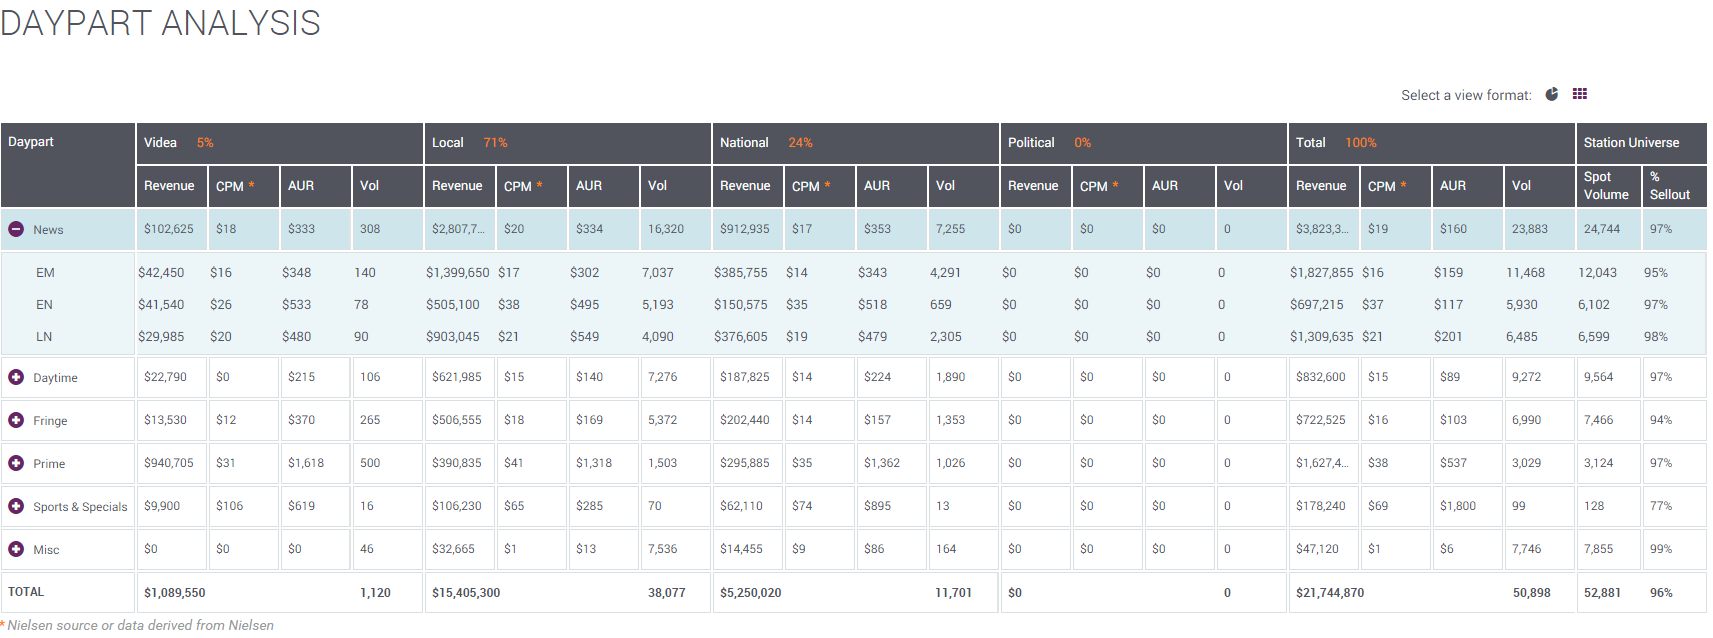 DAYPART ANALYSIS
Select a view format:
Daypart Videa 5% Local 71% National 24% Political 0% Total 100% Station Universe
Revenue CPM * AUR Vol Revenue CPM * AUR Vol Revenue CPM * AUR Vol Revenue CPM * AUR Vol Revenue CPM * AUR Vol Spot Volume % Sellout
News $102,625 $18 $333 308 $2,807,7... $20 $334 16,320 $912,935 $17 $353 7,255 $0 $0 $0 0 $3,823,3... $19 $160 23,883 24,744 97%
EM $42,450 $16 $348 140 $1,399,650 $17 $302 7,037 $385,755 $14 $343 4,291 $0 $0 $0 0 $1,827,855 $16 $159 11,468 12,043 95%
EN $41,540 $26 $533 78 $505,100 $38 $495 5,193 $150,575 $35 $518 659 $0 $0 $0 0 $697,215 $37 $117 5,930 6,102 97%
LN $29,985 $20 $480 90 $903,045 $21 $549 4,090 $376,605 $19 $479 2,305 $0 $0 $0 0 $1,309,635 $21 $201 6,485 6,599 98%
Daytime $22,790 $0 $215 106 $621,985 $15 $140 7,276 $187,825 $14 $224 1,890 $0 $0 $0 0 $832,600 $15 $89 9,272 9,564 97%
Fringe $13,530 $12 $370 265 $506,555 $18 $169 5,372 $202,440 $14 $157 1,353 $0 $0 $0 0 $722,525 $16 $103 6,990 7,466 94%
Prime $940,705 $31 $1,618 500 $390,835 $41 $1,318 1,503 $295,885 $35 $1,362 1,026 $0 $0 $0 0 $1,627,4... $38 $537 3,029 3,124 97%
Sports & Specials $9,900 $106 $619 16 $106,230 $65 $285 70 $62,110 $74 $895 13 $0 $0 $0 0 $178,240 $69 $1,800 99 128 77%
Misc $0 $0 $0 46 $32,665 $1 $13 7,536 $14,455 $9 $86 164 $0 $0 $0 0 $47,120 $1 $6 7,746 7,855 99%
TOTAL $1,089,550 1,120 $15,405,300 38,077 $5,250,020 11,701 $0 0 $21,744,870 50,898 52,881 96%
* Nielsen source or data derived from Nielsen